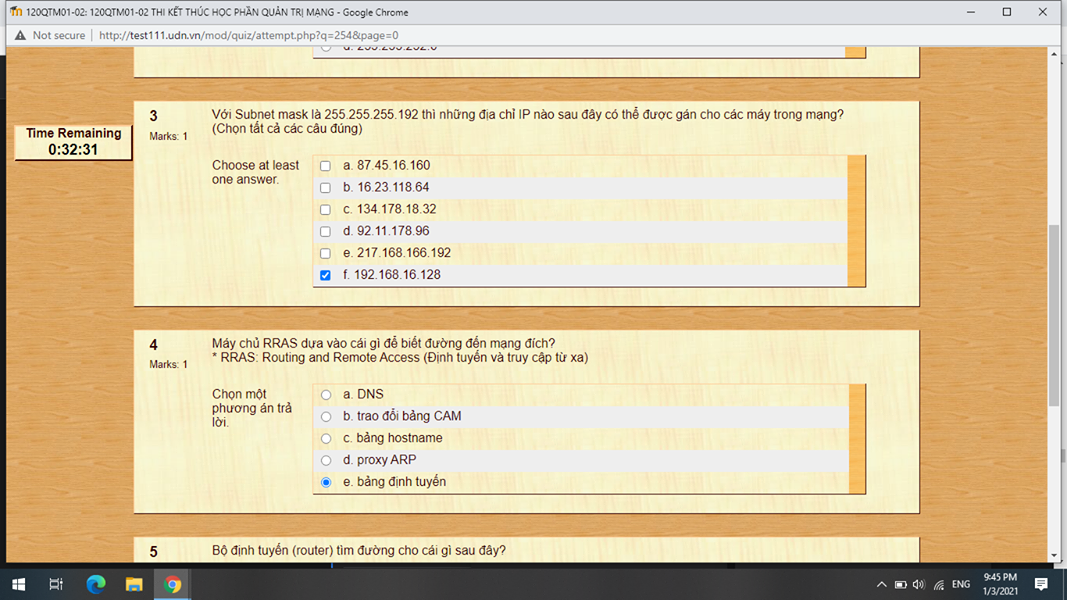 120QTM01-02: 120QTM01-02 THI KẾT THÚC HỌC PHẦN QUẢN TRỊ MẠNG - Google Chrome
Not secure | http://test111.udn.vn/mod/quiz/attempt.php?q=254&page=0
d. 255.255.252.0
3
Marks: 1
Với Subnet mask là 255.255.255.192 thì những địa chỉ IP nào sau đây có thể được gán cho các máy trong mạng?
(Chọn tất cả các câu đúng)
Time Remaining
0:32:31
Choose at least
one answer.
a. 87.45.16.160
b. 16.23.118.64
c. 134.178.18.32
d. 92.11.178.96
e. 217.168.166.192
f. 192.168.16.128
4
Marks: 1
Máy chủ RRAS dựa vào cái gì để biết đường đến mạng đích?
* RRAS: Routing and Remote Access (Định tuyến và truy cập từ xa)
Chọn một
phương án trả
lời.
a. DNS
b. trao đổi bảng CAM
c. bảng hostname
d. proxy ARP
e. bảng định tuyến
5
Bộ định tuyến (router) tìm đường cho cái gì sau đây?
ENG
9:45 PM
1/3/2021